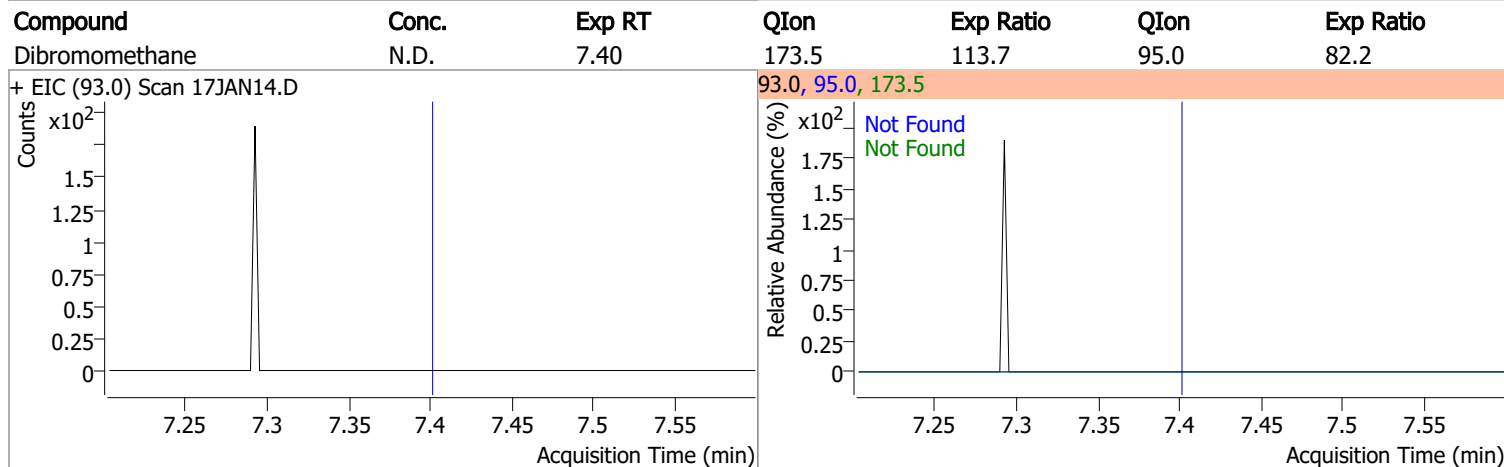 Compound Conc. Exp RT QIon Exp Ratio QIon Exp Ratio
Dibromomethane N.D. 7.40 173.5 113.7 95.0 82.2
+ EIC (93.0) Scan 17JAN14.D
Counts
x10²
1.5
1.25
1
0.75
0.5
0.25
0
7.25 7.3 7.35 7.4 7.45 7.5 7.55
Acquisition Time (min)
93.0, 95.0, 173.5
Relative Abundance (%)
x10²
Not Found
Not Found
1.75
1.5
1.25
1
0.75
0.5
0.25
0
7.25 7.3 7.35 7.4 7.45 7.5 7.55
Acquisition Time (min)